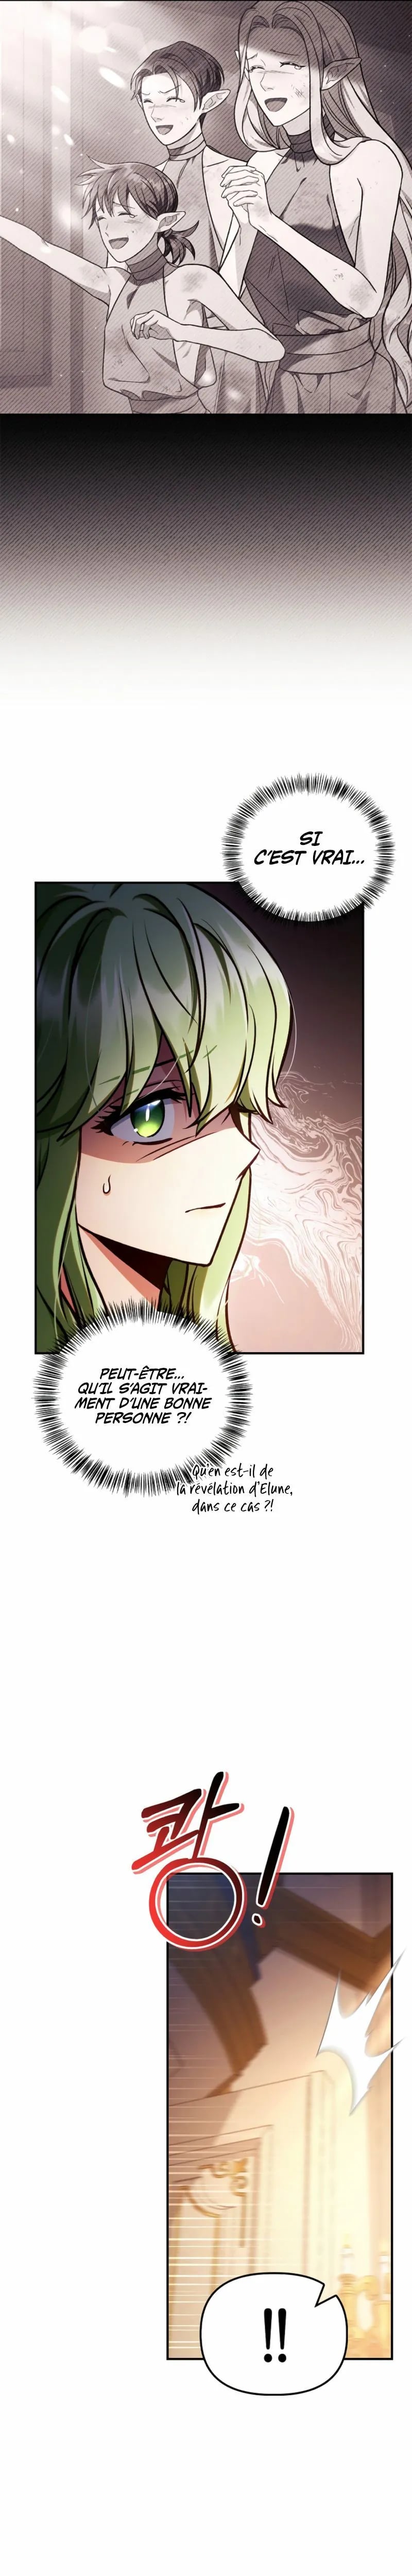 SI
C'EST VRAI...
PEUT-ÊTRE...
QU'IL S'AGIT VRAI-
MENT D'UNE BONNE
PERSONNE ?!
Qu'en est-il de
la révélation d'Elune,
dans ce cas ?!
쾅!
!!